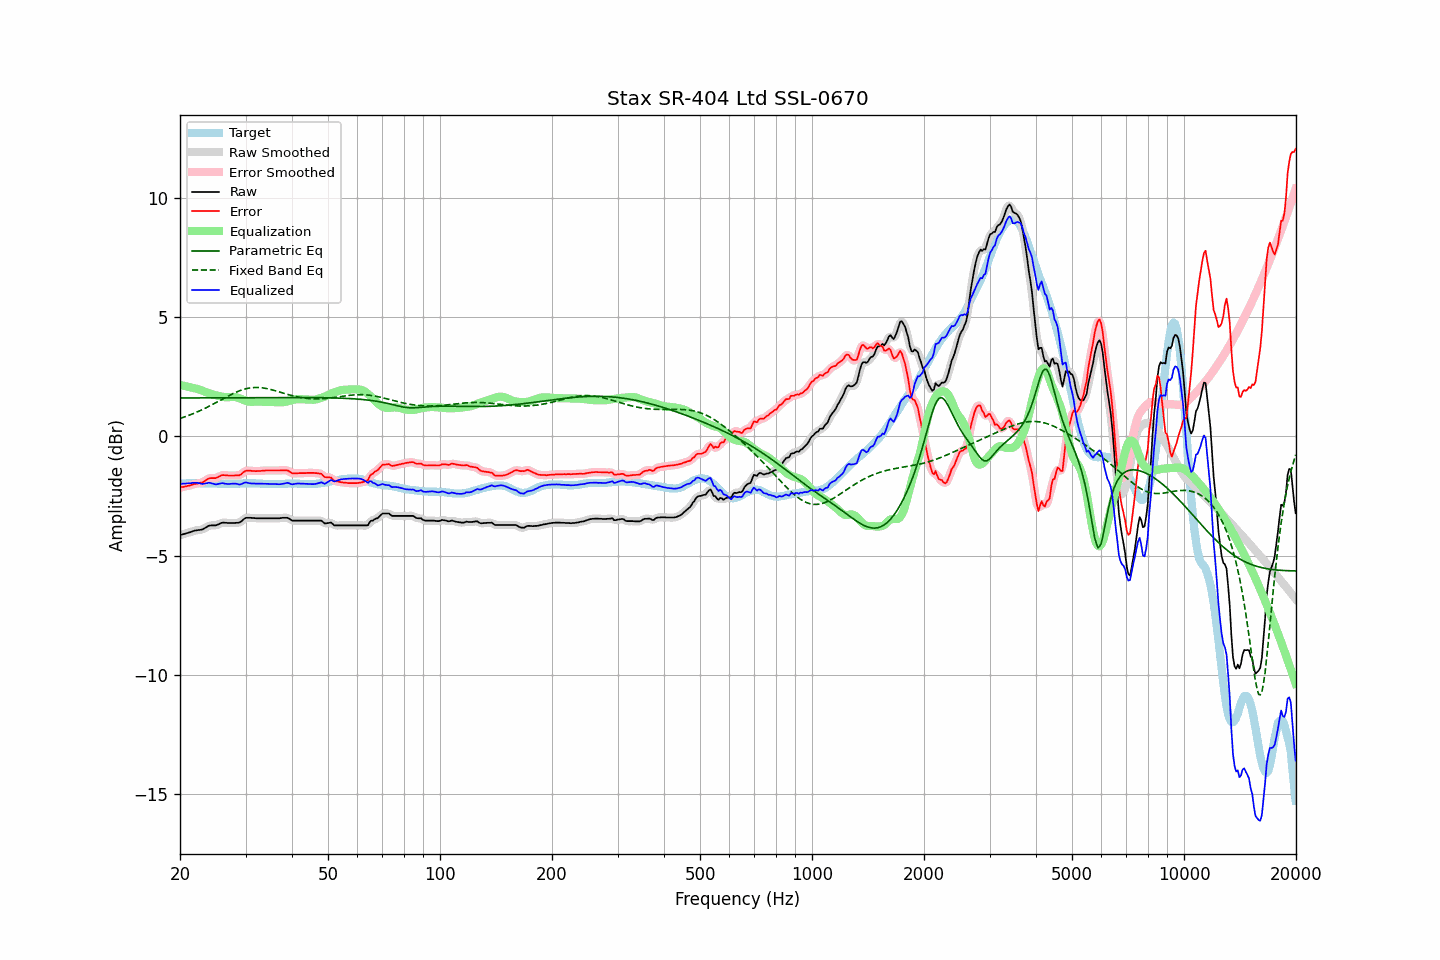 Stax SR-404 Ltd SSL-0670
Target
Raw Smoothed
Error Smoothed
Raw
Error
Equalization
Parametric Eq
Fixed Band Eq
Equalized
Amplitude (dBr)
10
5
0
−5
−10
−15
20
50
100
200
500
1000
2000
5000
10000
20000
Frequency (Hz)